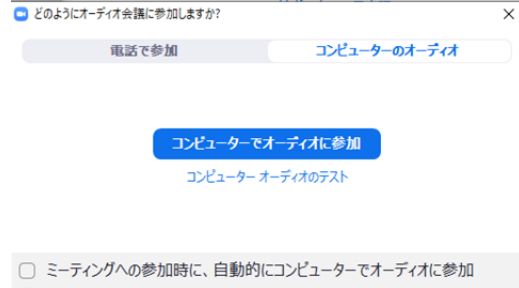 どのようにオーディオ会議に参加しますか?
電話で参加
コンピューターのオーディオ
コンピューターでオーディオに参加
コンピューター オーディオのテスト
ミーティングへの参加時に、自動的にコンピューターでオーディオに参加